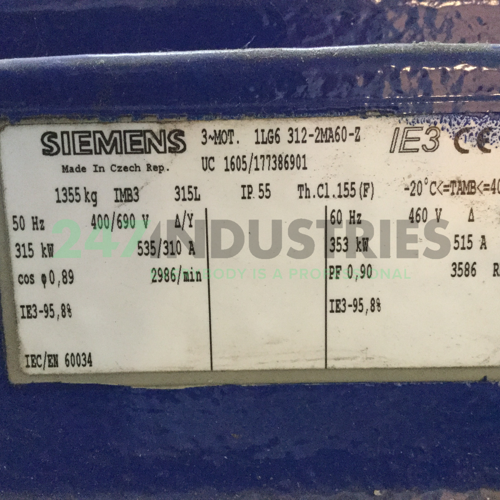 SIEMENS 3~MOT. 1LG6 312-2MA60-Z IE3 CE
Made in Czech Rep. UC 1605/177386901
1355kg IMB3 315L IP 55 Th.Cl.155(F) -20°C<=TAMB<=40
50 Hz 400/690 V Δ/Y 60 Hz 460 V Δ
315 kW 535/310 A 353 kW 515 A
cos φ 0,89 2986/min PF 0,90 3586 R
IE3-95,8% IE3-95,8%
IEC/EN 60034
247INDUSTRIES